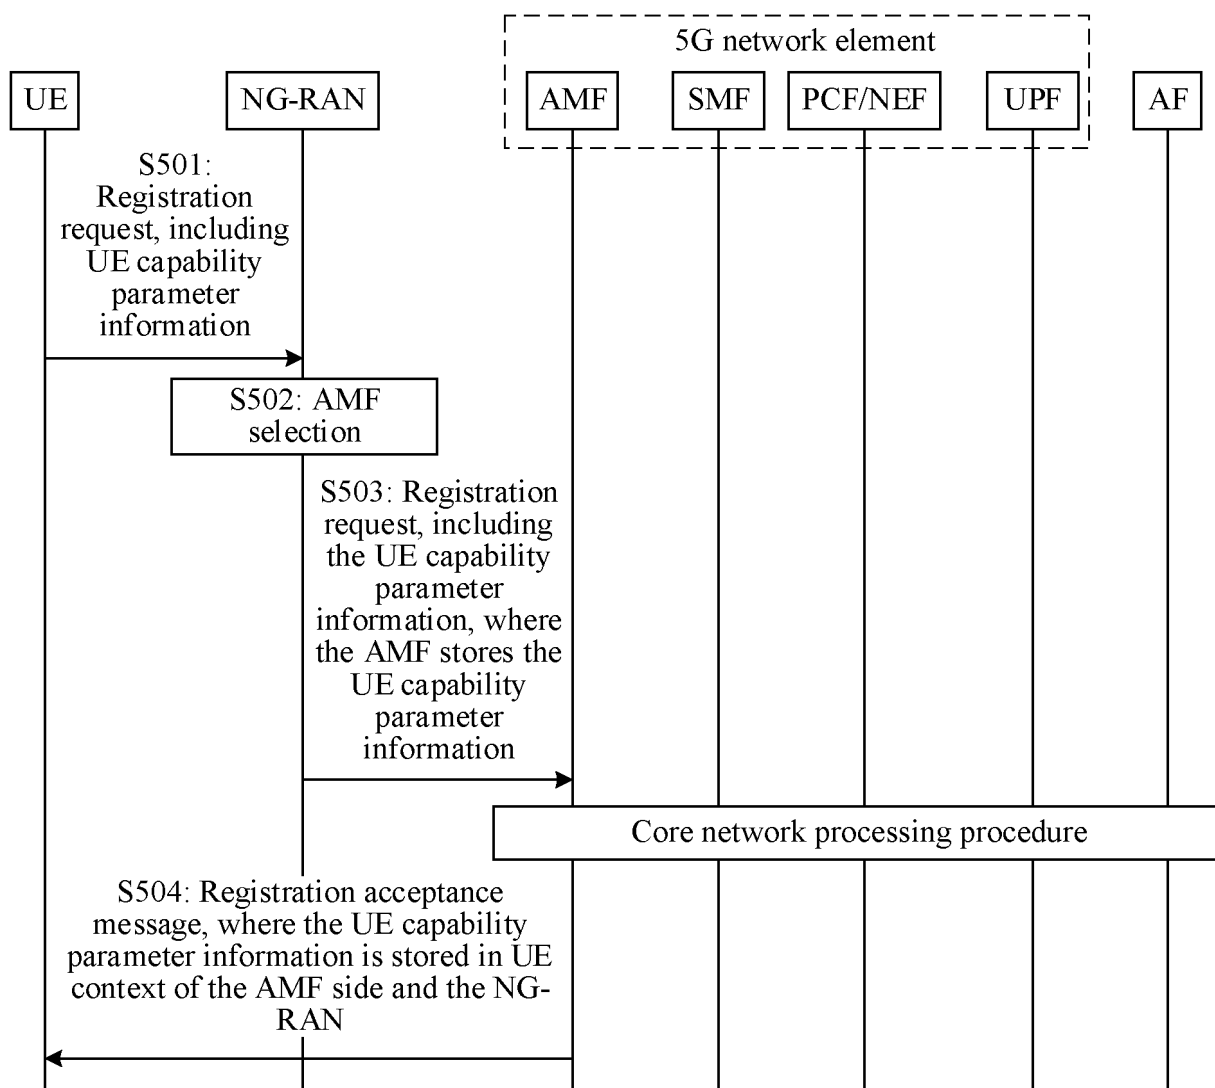 5G network element
UE
NG-RAN
AMF
SMF
PCF/NEF
UPF
AF
S501:
Registration
request, including
UE capability
parameter
information
S502: AMF
selection
S503: Registration
request, including
the UE capability
parameter
information, where
the AMF stores the
UE capability
parameter
information
Core network processing procedure
S504: Registration acceptance
message, where the UE capability
parameter information is stored in UE
context of the AMF side and the NG-
RAN